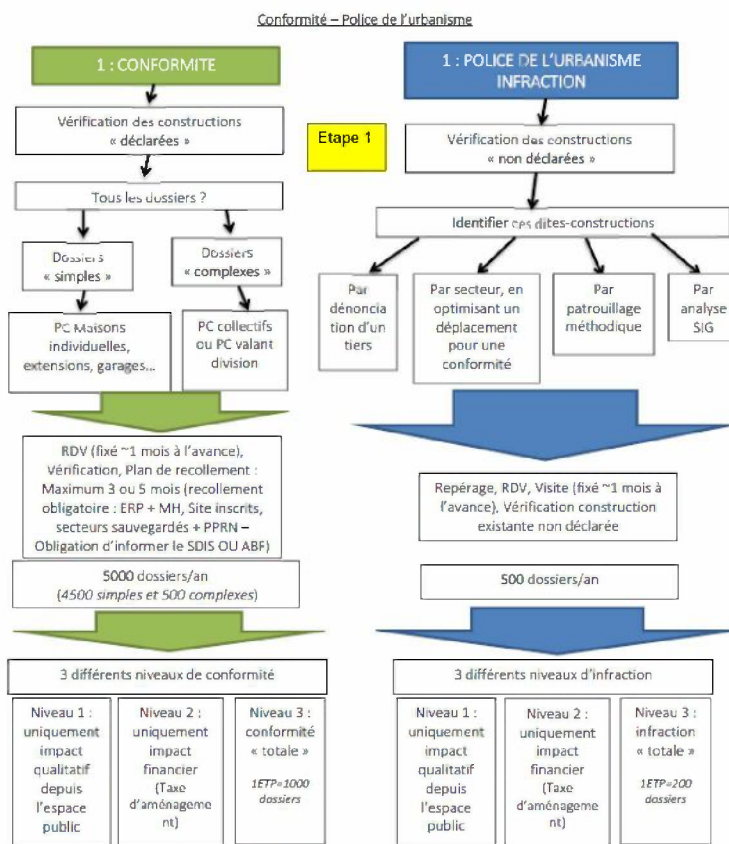 Conformité – Police de l'urbanisme
1 : CONFORMITE
Vérification des constructions
« déclarées »
Tous les dossiers ?
Dossiers
« simples »
Dossiers
« complexes »
PC Maisons
individuelles,
extensions, garages...
PC collectifs
ou PC valant
division
RDV (fixé ~1 mois à l'avance),
Vérification, Plan de recollement :
Maximum 3 ou 5 mois (recollement
obligatoire : ERP + MH, Site inscrits,
secteurs sauvegardés + PPRN –
Obligation d'informer le SDIS OU ABF)
5000 dossiers/an
(4500 simples et 500 complexes)
3 différents niveaux de conformité
Niveau 1 :
uniquement
impact
qualitatif
depuis
l'espace
public
Niveau 2 :
uniquement
impact
financier
(Taxe
d'aménageme
nt)
Niveau 3 :
conformité
« totale »
1ETP=1000
dossiers
Etape 1
1 : POLICE DE L'URBANISME
INFRACTION
Vérification des constructions
« non déclarées »
Identifier ces dites-constructions
Par
dénoncia
tion d'un
tiers
Par secteur, en
optimisant un
déplacement
pour une
conformité
Par
patrouillage
méthodique
Par
analyse
SIG
Repérage, RDV, Visite (fixé ~1 mois à
l'avance), Vérification construction
existante non déclarée
500 dossiers/an
3 différents niveaux d'infraction
Niveau 1 :
uniquement
impact
qualitatif
depuis
l'espace
public
Niveau 2 :
uniquement
impact
financier
(Taxe
d'aménageme
nt)
Niveau 3 :
infraction
« totale »
1ETP=200
dossiers